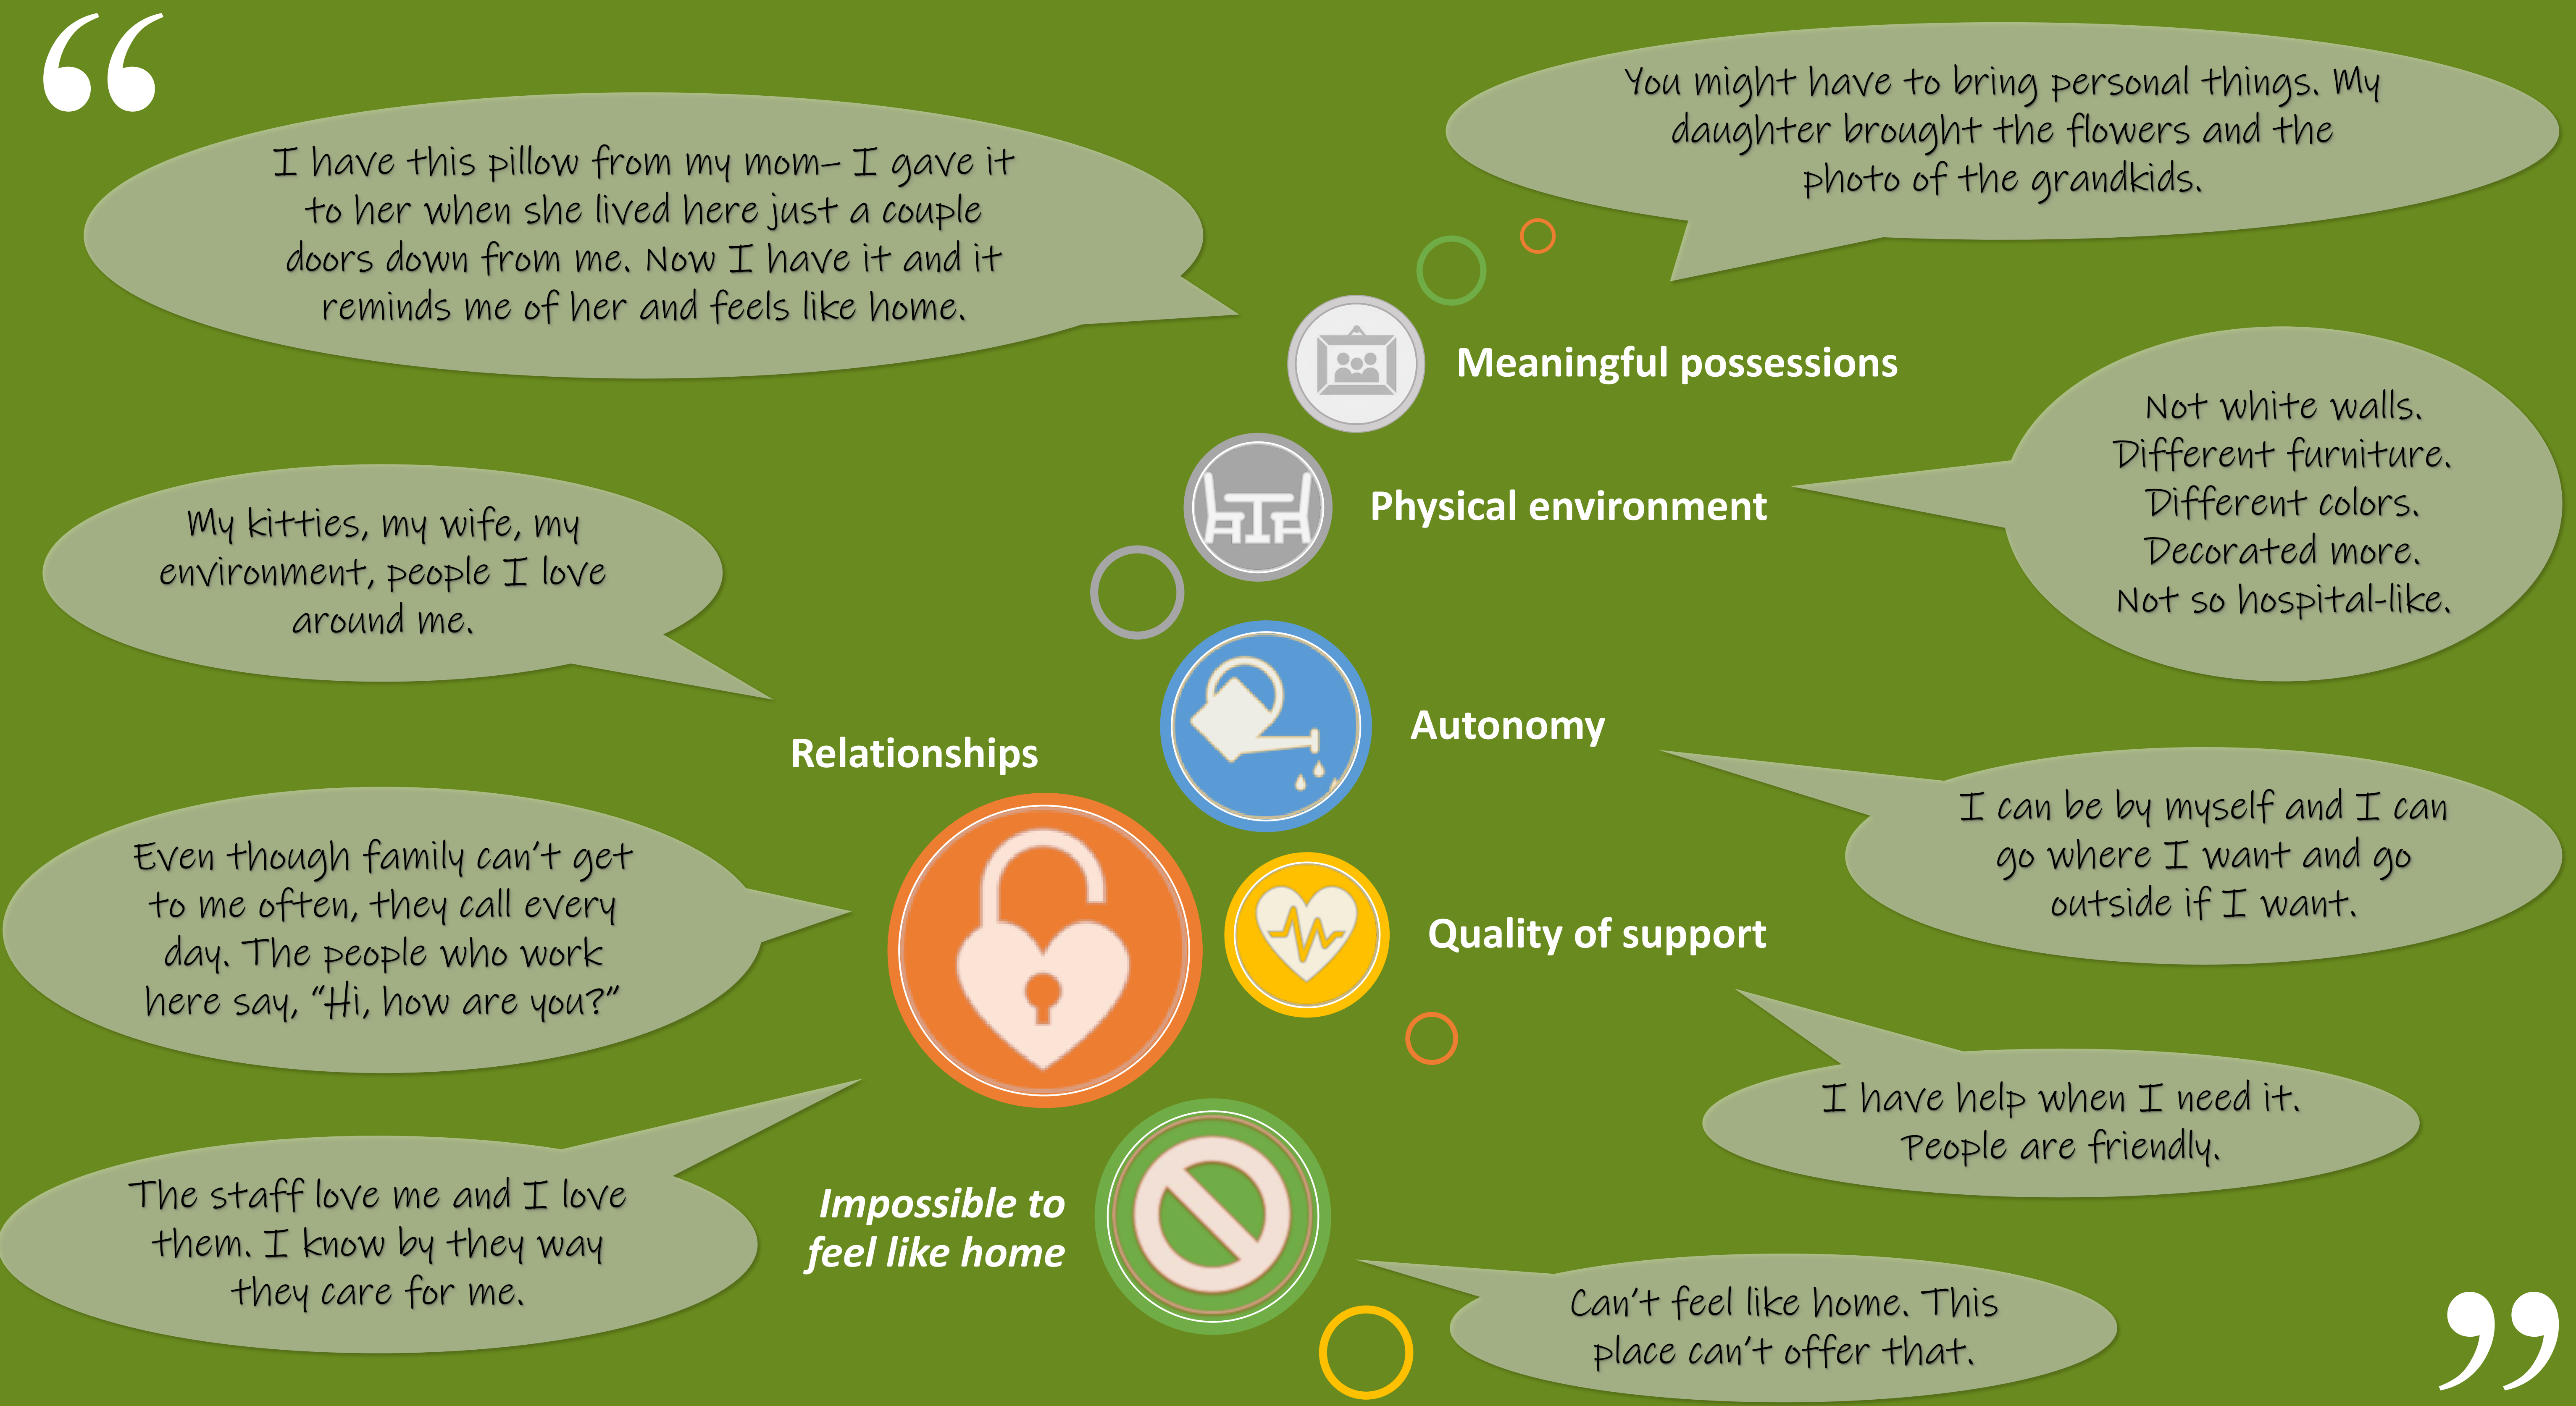 “
I have this pillow from my mom– I gave it
to her when she lived here just a couple
doors down from me. Now I have it and it
reminds me of her and feels like home.
You might have to bring personal things. My
daughter brought the flowers and the
photo of the grandkids.
Meaningful possessions
Physical environment
Not white walls.
Different furniture.
Different colors.
Decorated more.
Not so hospital-like.
My kitties, my wife, my
environment, people I love
around me.
Relationships
Autonomy
I can be by myself and I can
go where I want and go
outside if I want.
Even though family can’t get
to me often, they call every
day. The people who work
here say, “Hi, how are you?”
Quality of support
I have help when I need it.
People are friendly.
The staff love me and I love
them. I know by they way
they care for me.
Impossible to
feel like home
Can’t feel like home. This
place can’t offer that.
”